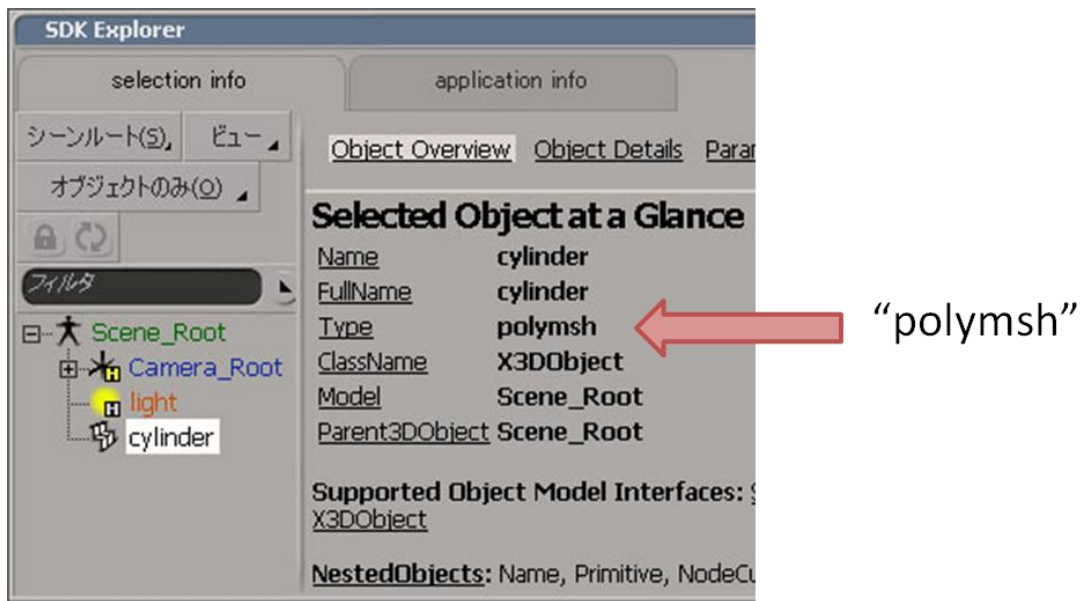 SDK Explorer
selection info
application info
シーンルート(S)
ビュー
オブジェクトのみ(O)
フィルタ
Scene_Root
Camera_Root
light
cylinder
Object Overview Object Details
Selected Object at a Glance
Name cylinder
FullName cylinder
Type polymsh
ClassName X3DObject
Model Scene_Root
Parent3DObject Scene_Root
Supported Object Model Interfaces:
X3DObject
NestedObjects: Name, Primitive,
“polymsh”